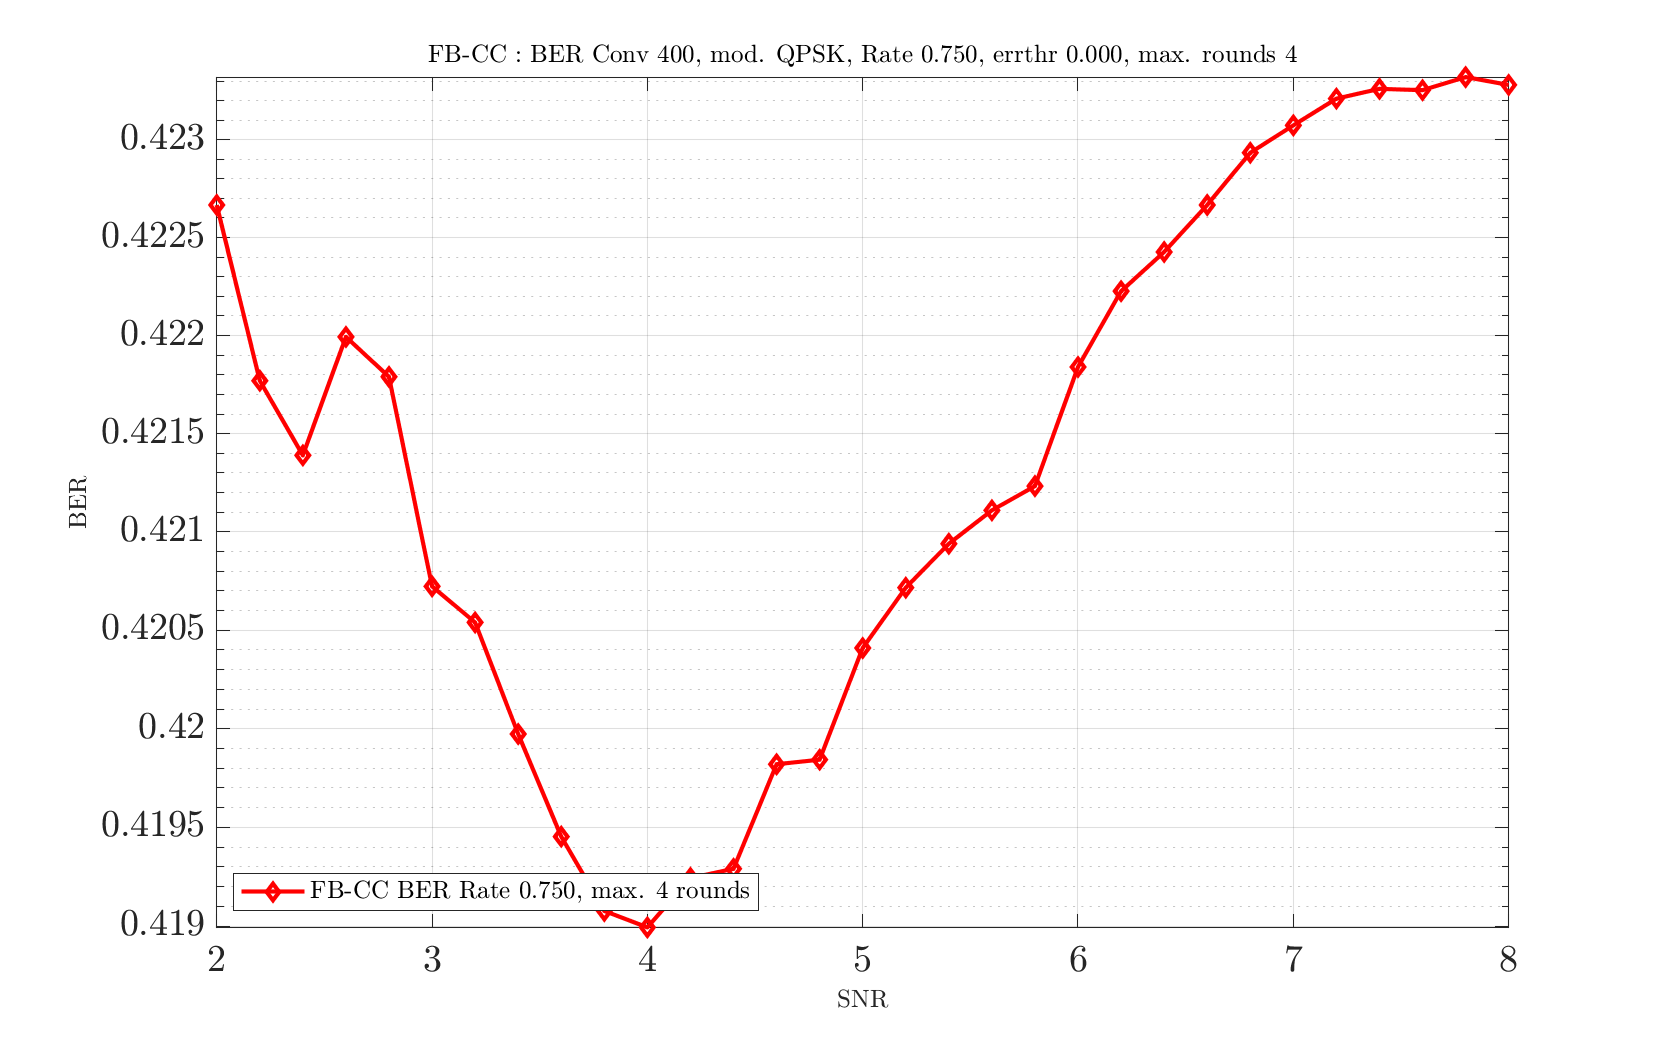 FB-CC : BER Conv 400, mod. QPSK, Rate 0.750, errthr 0.000, max. rounds 4
0.423
0.4225
0.422
0.4215
0.421
0.4205
0.42
0.4195
0.419
BER
FB-CC BER Rate 0.750, max. 4 rounds
2 3 4 5 6 7 8
SNR